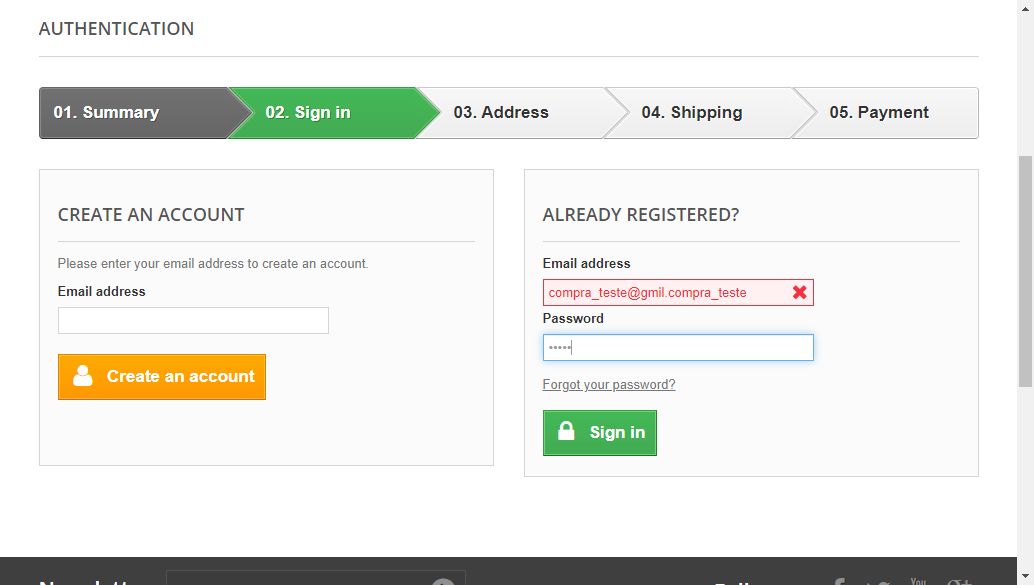 AUTHENTICATION
01. Summary
02. Sign in
03. Address
04. Shipping
05. Payment
CREATE AN ACCOUNT
Please enter your email address to create an account.
Email address
Create an account
ALREADY REGISTERED?
Email address
compra_teste@gmil.compra_teste
Password
•••••
Forgot your password?
Sign in